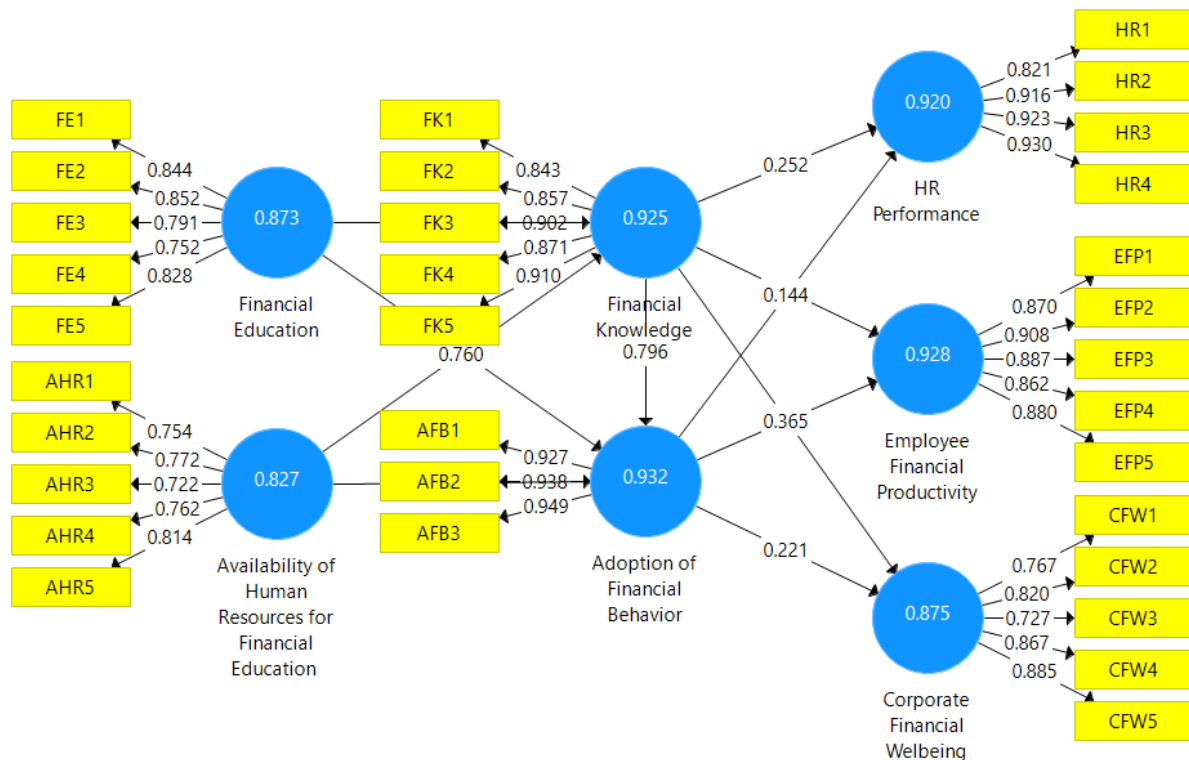 FE1
FE2
FE3
FE4
FE5
0.844
0.852
0.791
0.752
0.828
0.873
Financial
Education
AHR1
AHR2
AHR3
AHR4
AHR5
0.754
0.772
0.722
0.762
0.814
0.827
Availability of
Human
Resources for
Financial
Education
FK1
FK2
FK3
FK4
FK5
0.843
0.857
0.902
0.871
0.910
0.925
Financial
Knowledge
0.760
0.796
AFB1
AFB2
AFB3
0.927
0.938
0.949
0.932
Adoption of
Financial
Behavior
0.252
0.144
0.365
0.221
0.920
HR
Performance
0.821
0.916
0.923
0.930
HR1
HR2
HR3
HR4
0.928
Employee
Financial
Productivity
0.870
0.908
0.887
0.862
0.880
EFP1
EFP2
EFP3
EFP4
EFP5
0.875
Corporate
Financial
Welbeing
0.767
0.820
0.727
0.867
0.885
CFW1
CFW2
CFW3
CFW4
CFW5